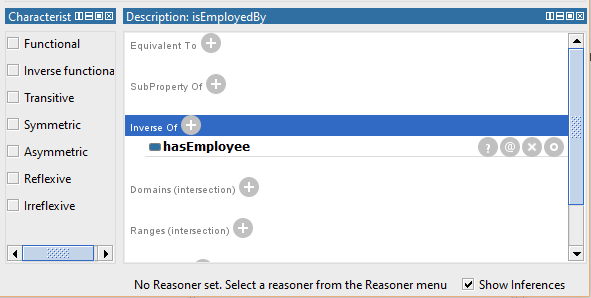 Characterist
Description: isEmployedBy
Functional
Inverse functiona
Transitive
Symmetric
Asymmetric
Reflexive
Irreflexive
Equivalent To
SubProperty Of
Inverse Of
hasEmployee
Domains (intersection)
Ranges (intersection)
No Reasoner set. Select a reasoner from the Reasoner menu
Show Inferences